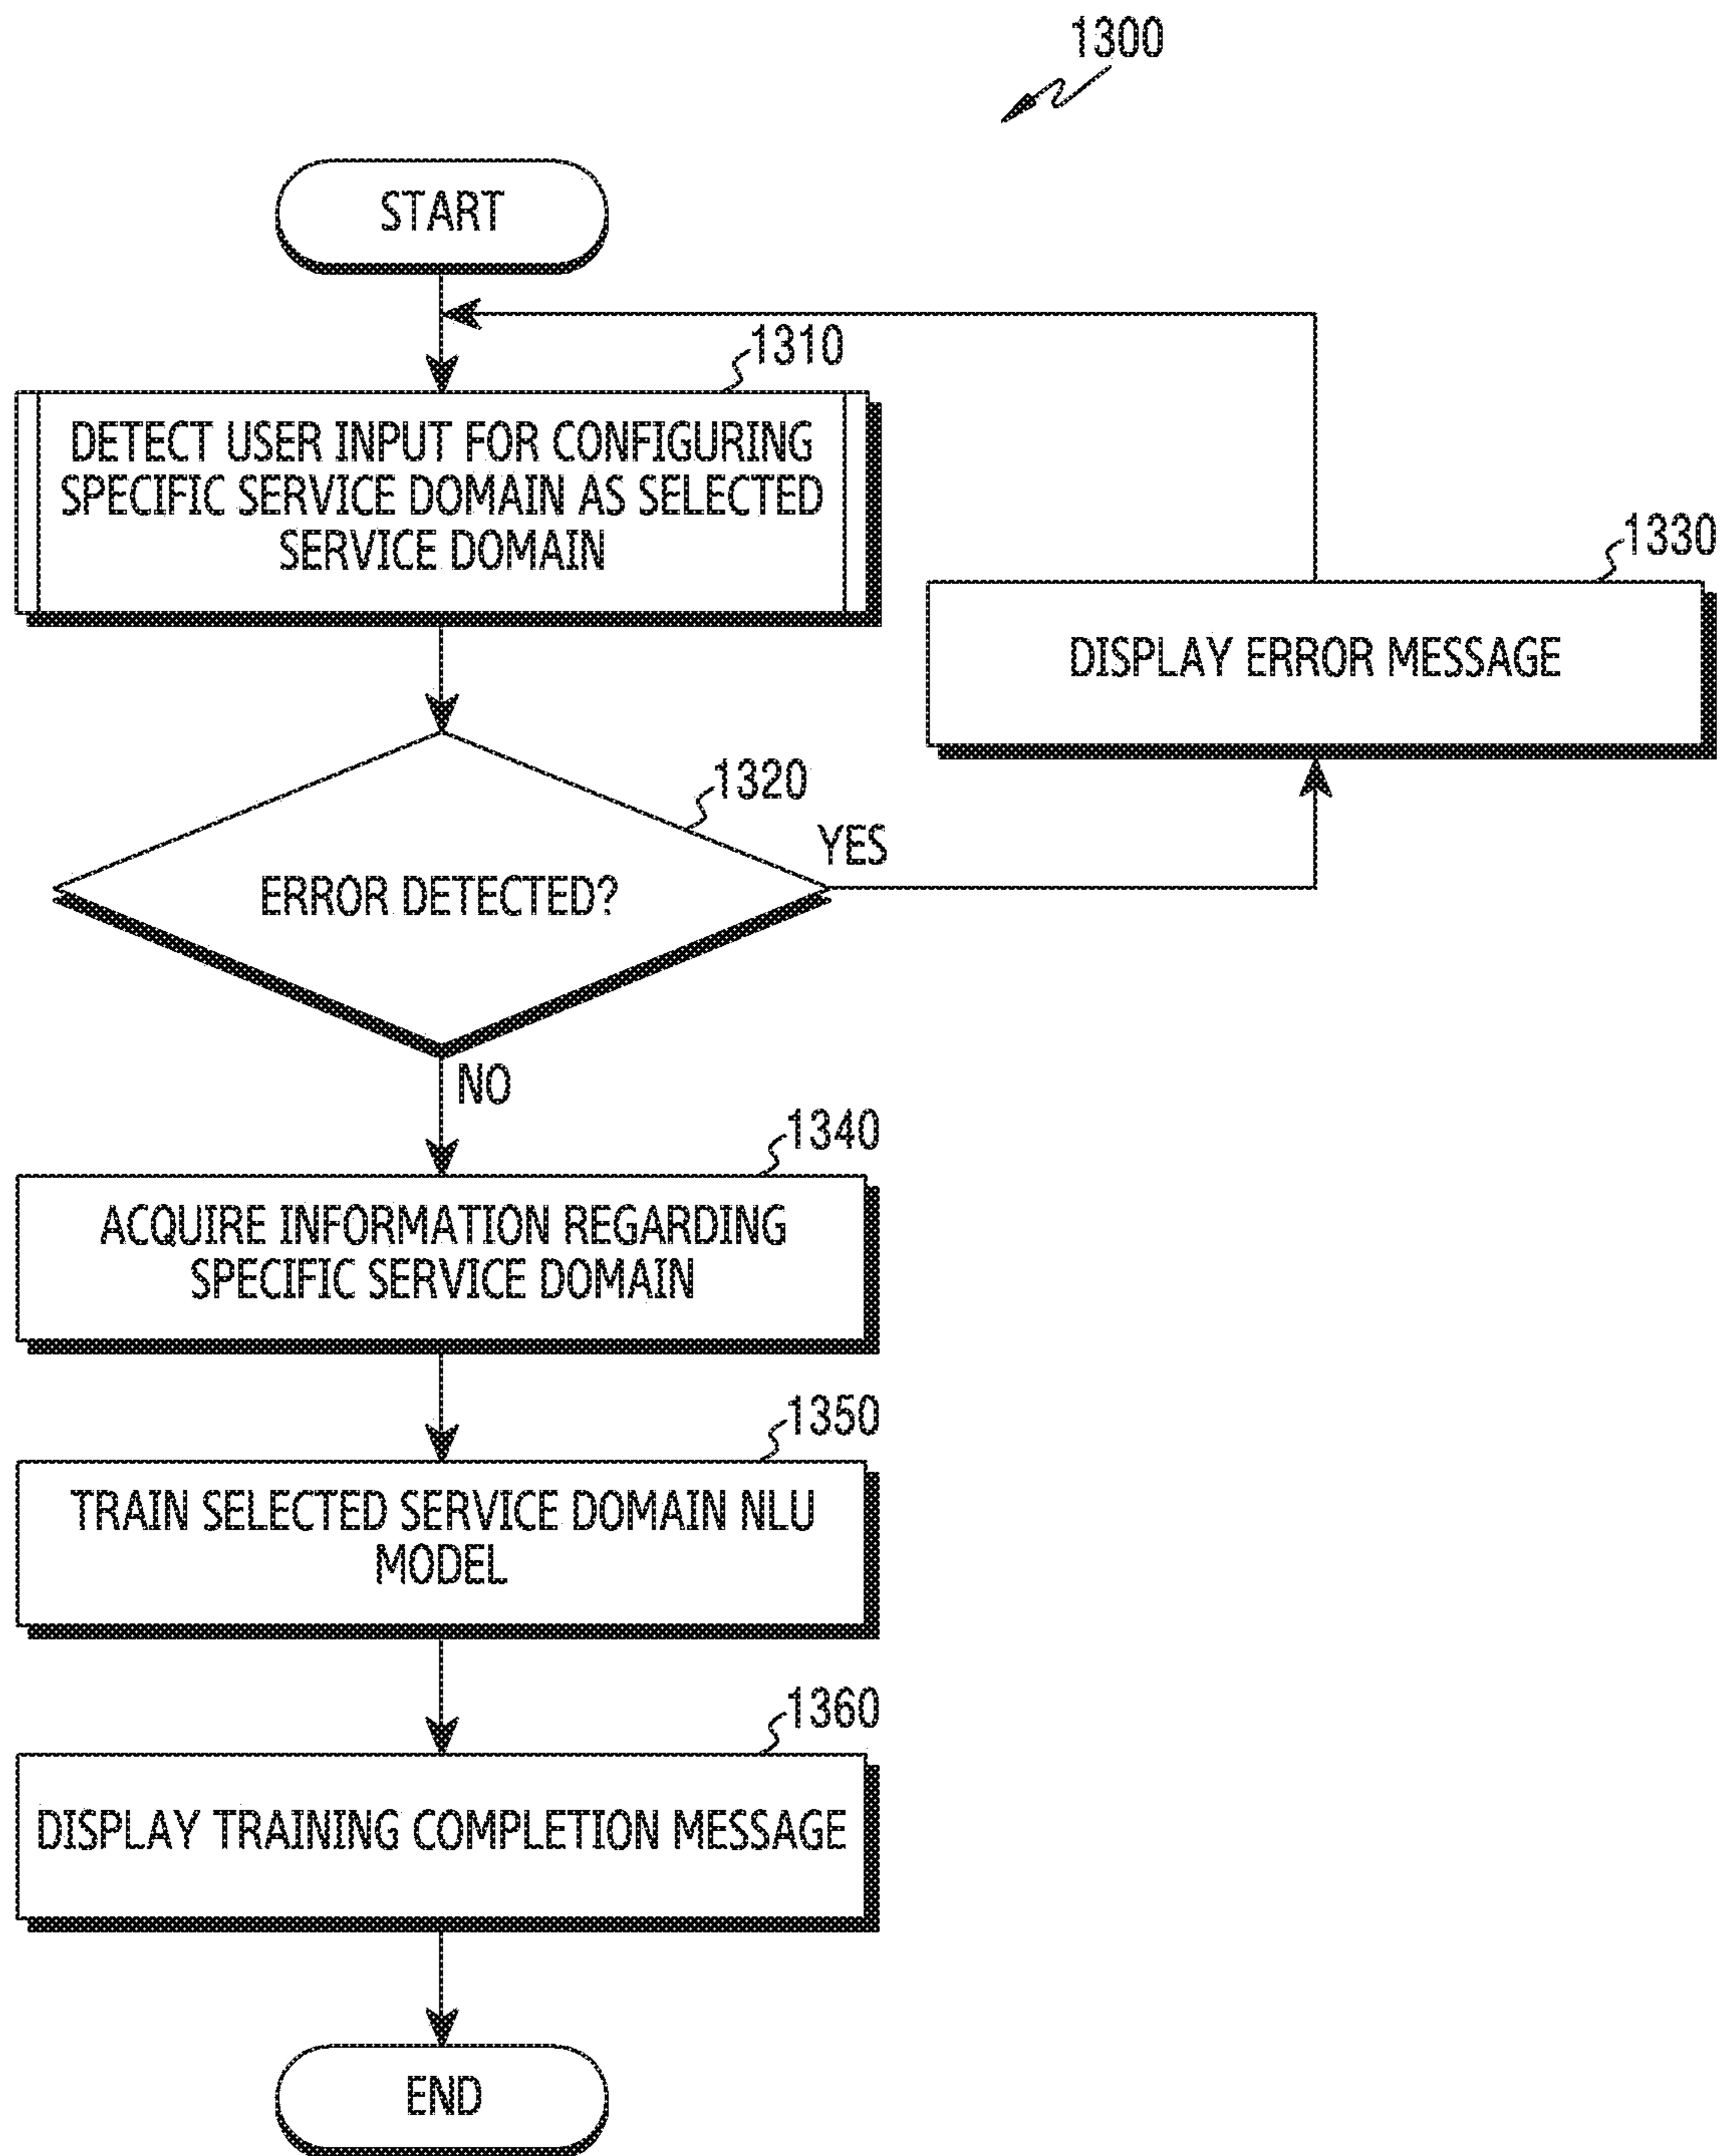 1300
START
1310
DETECT USER INPUT FOR CONFIGURING
SPECIFIC SERVICE DOMAIN AS SELECTED
SERVICE DOMAIN
1330
DISPLAY ERROR MESSAGE
1320
YES
ERROR DETECTED?
NO
1340
ACQUIRE INFORMATION REGARDING
SPECIFIC SERVICE DOMAIN
1350
TRAIN SELECTED SERVICE DOMAIN NLU
MODEL
1360
DISPLAY TRAINING COMPLETION MESSAGE
END